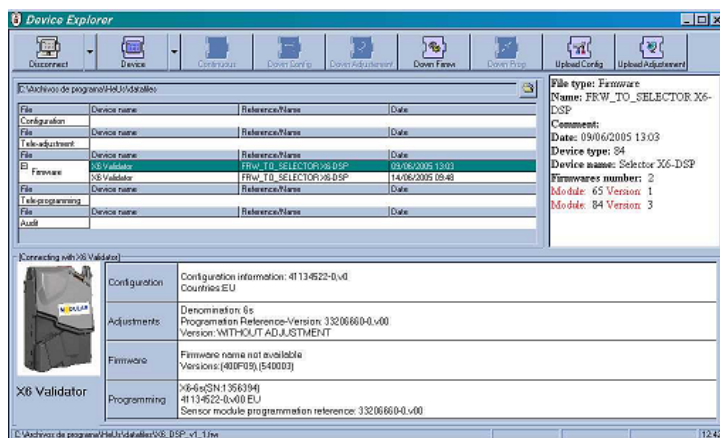 Device Explorer
Disconnect Device Continuous Down Config Down Adjustement Down Firmw Down Prog Upload Config Upload Adjustement
C:\Archivos de programa\HeUs\datafiles
File Device name Reference/Name Date
Configuration
File Device name Reference/Name Date
Tele-adjustment
File Device name Reference/Name Date
Firmware
X6 Validator FRW_TO_SELECTOR X6-DSP 09/06/2005 13:03
X6 Validator FRW_TO_SELECTOR X6-DSP 14/06/2005 09:48
File Device name Reference/Name Date
Tele-programming
File Device name Reference/Name Date
Audit
File type: Firmware
Name: FRW_TO_SELECTOR X6-
DSP
Comment:
Date: 09/06/2005 13:03
Device type: 84
Device name: Selector X6-DSP
Firmwares number: 2
Module: 65 Version: 1
Module: 84 Version: 3
[Connecting with X6 Validator]
MODULAR
X6 Validator
Configuration
Configuration information: 41134522-0,v0
Countries:EU
Adjustments
Denomination: 6s
Programation Reference-Version: 33206660-0.v00
Version: WITHOUT ADJUSTMENT
Firmware
Firmware name not available
Versions:(400F09),(540003)
Programming
X6-6s(SN:1356394)
41134522-0.v00 EU
Sensor module programmation reference: 33206660-0.v00
C:\Archivos de programa\HeUs\datafiles\X6_DSP_v1_1.frw
12:42